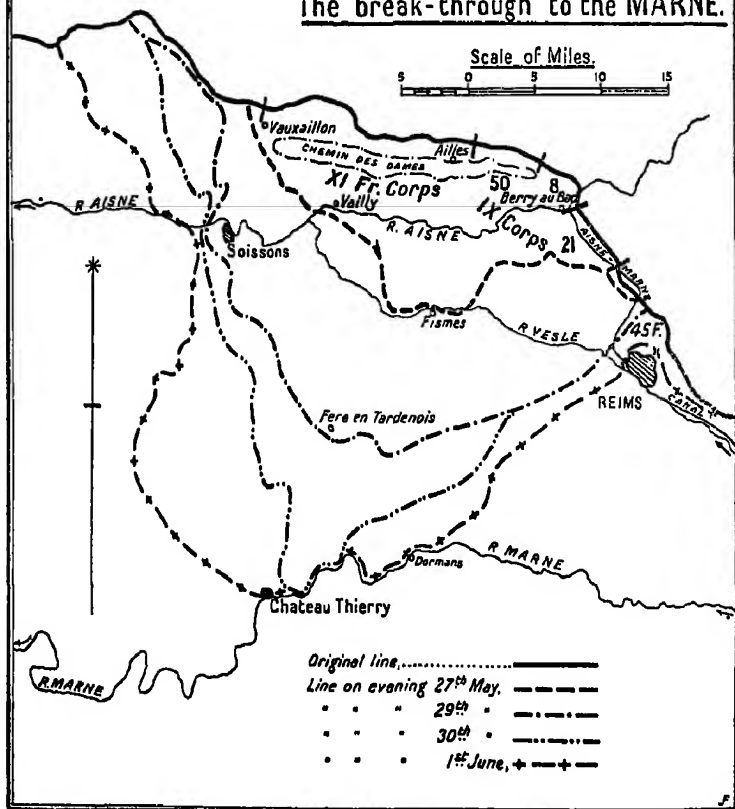 The break-through to the MARNE.
Scale of Miles.
5 0 5 10 15
Vauxaillon
Ailles
CHEMIN DES DAMES
XI Fr. Corps
50
8
Berry au Bac
Vailly
R AISNE
R. AISNE
IX Corps
21
AISNE-MARNE
Soissons
Fismes
R VESLE
45F.
REIMS
CANAL
Fere en Tardenois
R MARNE
Dormans
Chateau Thierry
R.MARNE
Original line,
Line on evening 27th May,
" " " 29th "
" " " 30th "
" " " 1st June,